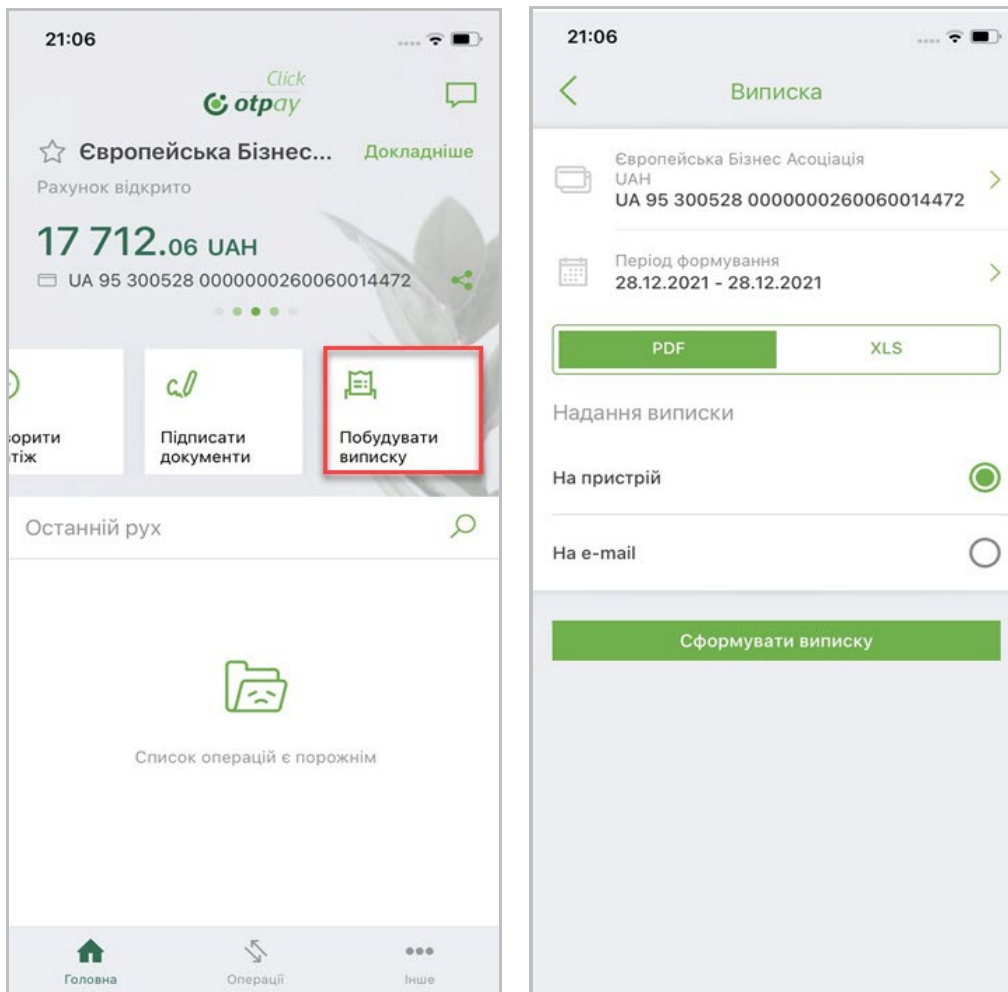 21:06
Click
otpay
Європейська Бізнес... Докладніше
Рахунок відкрито
17 712.06 UAH
UA 95 300528 0000000260060014472
орити
тіж
Підписати
документи
Побудувати
виписку
Останній рух
Список операцій є порожнім
Головна Операції Інше
21:06
Виписка
Європейська Бізнес Асоціація
UAH
UA 95 300528 0000000260060014472
Період формування
28.12.2021 - 28.12.2021
PDF XLS
Надання виписки
На пристрій
На e-mail
Сформувати виписку